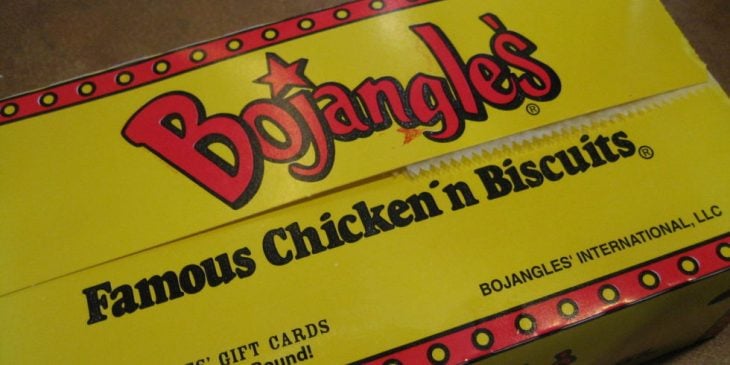 Bojangles'®
Famous Chicken 'n Biscuits®
BOJANGLES' INTERNATIONAL, LLC
GIFT CARDS